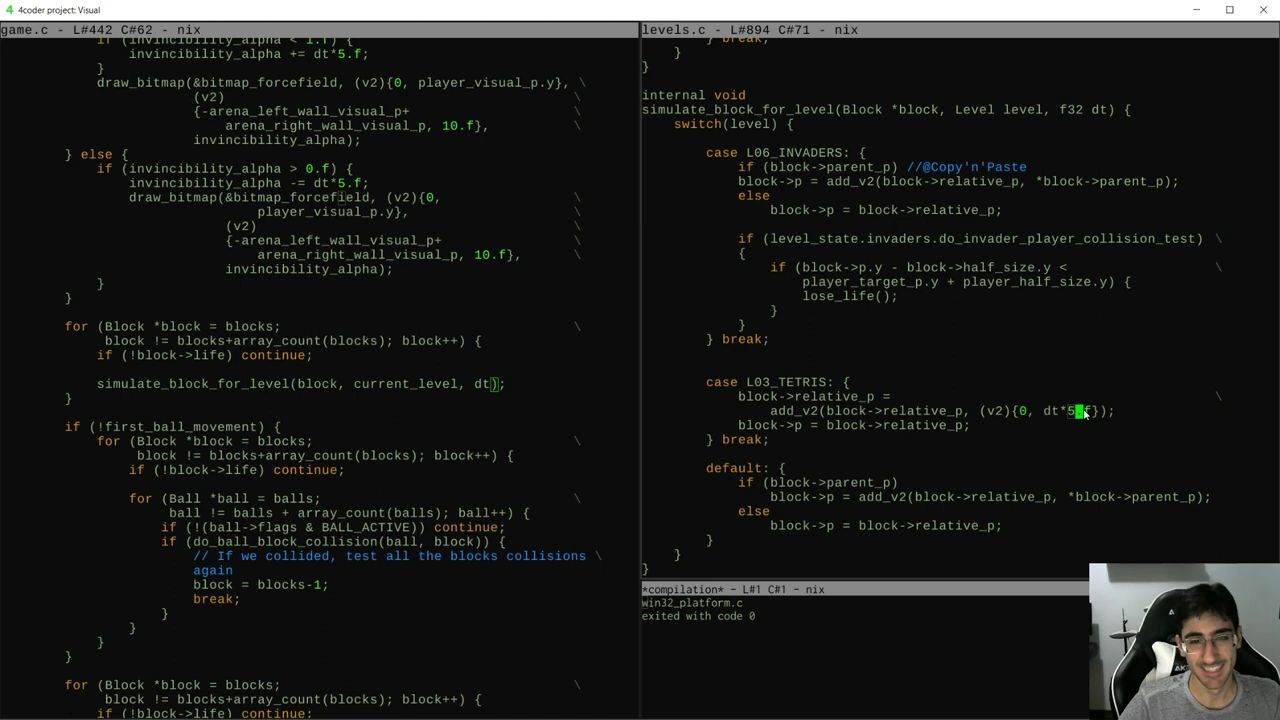 4coder project: Visual
game.c - L#442 C#62 - nix
if (invincibility_alpha < 1.f) {
invincibility_alpha += dt*5.f;
}
draw_bitmap(&bitmap_forcefield, (v2){0, player_visual_p.y}, \
(v2) \
{-arena_left_wall_visual_p+ \
arena_right_wall_visual_p, 10.f}, \
invincibility_alpha);
} else {
if (invincibility_alpha > 0.f) {
invincibility_alpha -= dt*5.f;
draw_bitmap(&bitmap_forcefield, (v2){0, \
player_visual_p.y}, \
(v2) \
{-arena_left_wall_visual_p+ \
arena_right_wall_visual_p, 10.f}, \
invincibility_alpha);
}
}
for (Block *block = blocks; \
block != blocks+array_count(blocks); block++) {
if (!block->life) continue;
simulate_block_for_level(block, current_level, dt);
}
if (!first_ball_movement) {
for (Block *block = blocks; \
block != blocks+array_count(blocks); block++) {
if (!block->life) continue;
for (Ball *ball = balls; \
ball != balls + array_count(balls); ball++) {
if (!(ball->flags & BALL_ACTIVE)) continue;
if (do_ball_block_collision(ball, block)) {
// If we collided, test all the blocks collisions \
again
block = blocks-1;
break;
}
}
}
}
for (Block *block = blocks; \
block != blocks+array_count(blocks); block++) {
if (!block->life) continue;
levels.c - L#894 C#71 - nix
} break;
}
}
internal void
simulate_block_for_level(Block *block, Level level, f32 dt) {
switch(level) {
case L06_INVADERS: {
if (block->parent_p) //@Copy'n'Paste
block->p = add_v2(block->relative_p, *block->parent_p);
else
block->p = block->relative_p;
if (level_state.invaders.do_invader_player_collision_test) \
{
if (block->p.y - block->half_size.y < \
player_target_p.y + player_half_size.y) {
lose_life();
}
}
} break;
case L03_TETRIS: {
block->relative_p = \
add_v2(block->relative_p, (v2){0, dt*5.f});
block->p = block->relative_p;
} break;
default: {
if (block->parent_p)
block->p = add_v2(block->relative_p, *block->parent_p);
else
block->p = block->relative_p;
}
}
}
*compilation* - L#1 C#1 - nix
win32_platform.c
exited with code 0